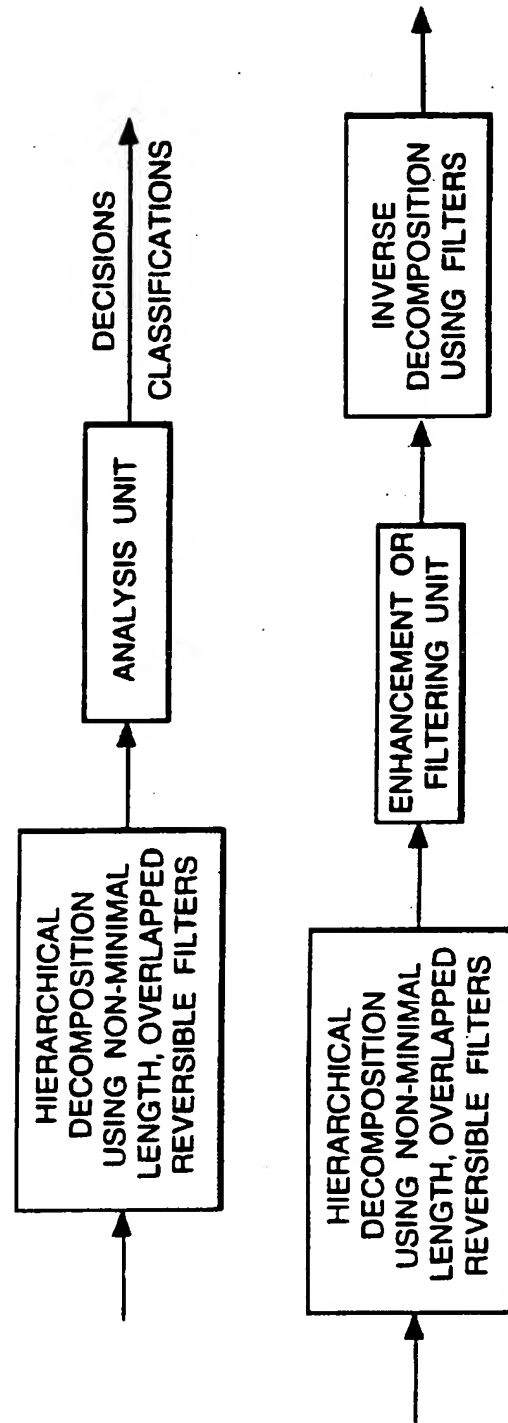 HIERARCHICAL
DECOMPOSITION
USING NON-MINIMAL
LENGTH, OVERLAPPED
REVERSIBLE FILTERS
ANALYSIS UNIT
DECISIONS
CLASSIFICATIONS
HIERARCHICAL
DECOMPOSITION
USING NON-MINIMAL
LENGTH, OVERLAPPED
REVERSIBLE FILTERS
ENHANCEMENT OR
FILTERING UNIT
INVERSE
DECOMPOSITION
USING FILTERS